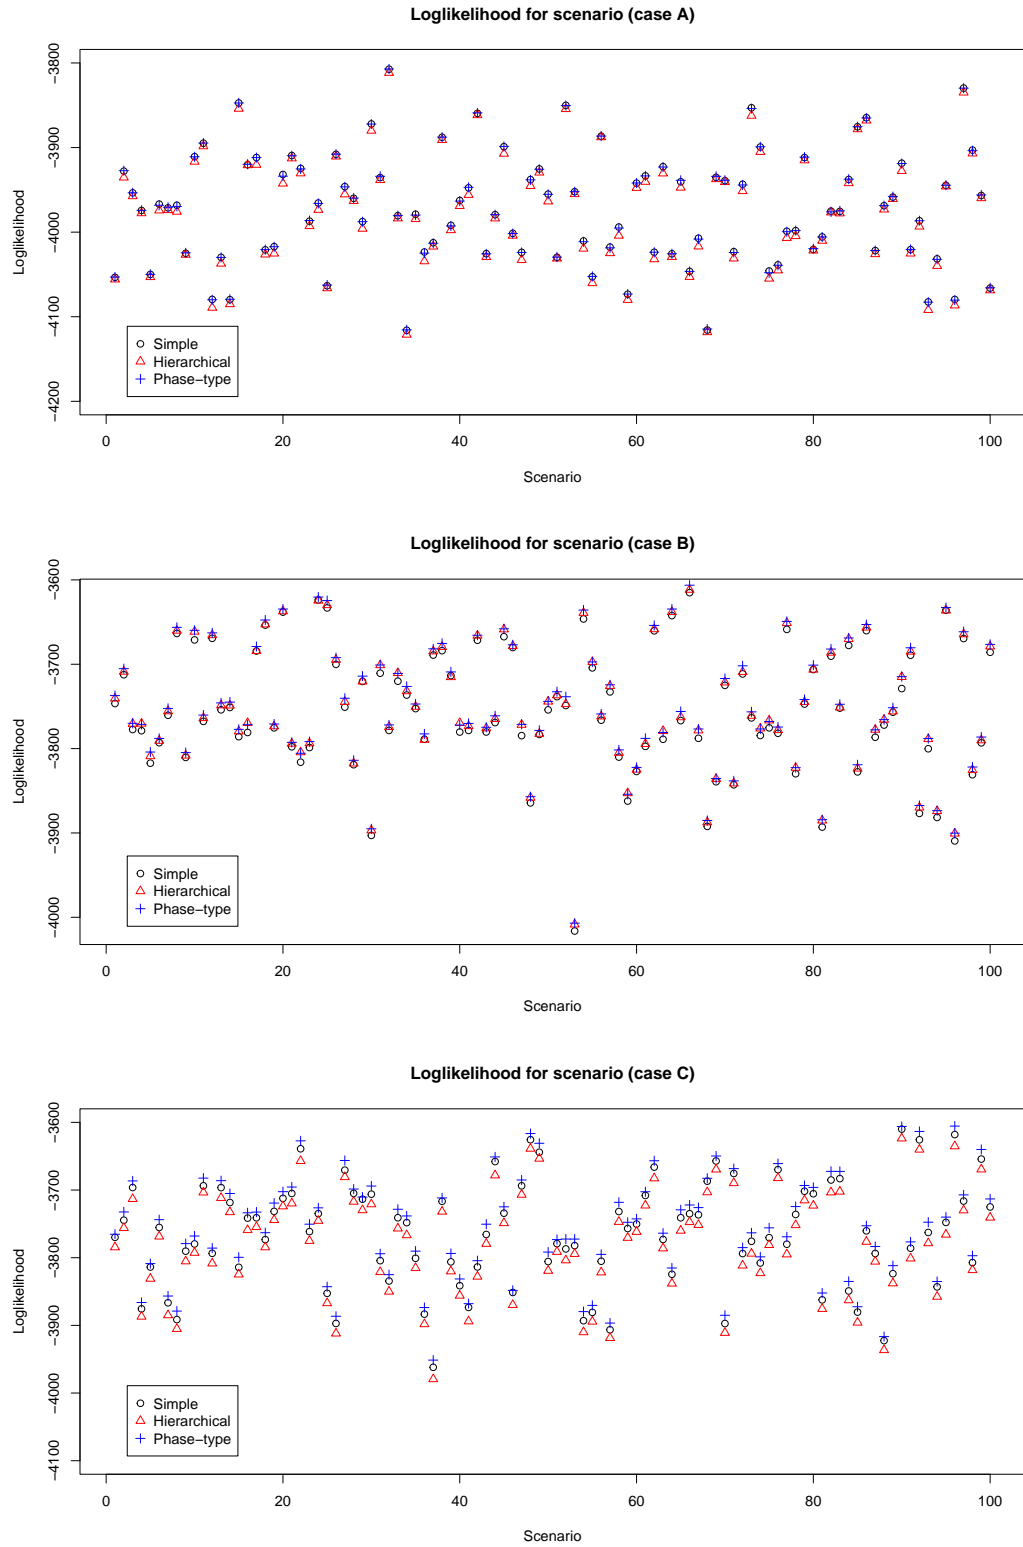 Loglikelihood for scenario (case A)
Loglikelihood
−3800
−3900
−4000
−4100
−4200
Simple
Hierarchical
Phase−type
0 20 40 60 80 100
Scenario
Loglikelihood for scenario (case B)
Loglikelihood
−3600
−3700
−3800
−3900
−4000
Simple
Hierarchical
Phase−type
0 20 40 60 80 100
Scenario
Loglikelihood for scenario (case C)
Loglikelihood
−3600
−3700
−3800
−3900
−4000
−4100
Simple
Hierarchical
Phase−type
0 20 40 60 80 100
Scenario